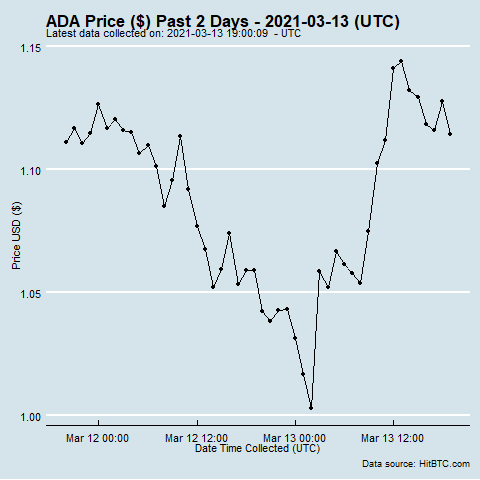 ADA Price ($) Past 2 Days - 2021-03-13 (UTC)
Latest data collected on: 2021-03-13 19:00:09 - UTC
1.15
1.10
1.05
1.00
Price USD ($)
Mar 12 00:00 Mar 12 12:00 Mar 13 00:00 Mar 13 12:00
Date Time Collected (UTC)
Data source: HitBTC.com